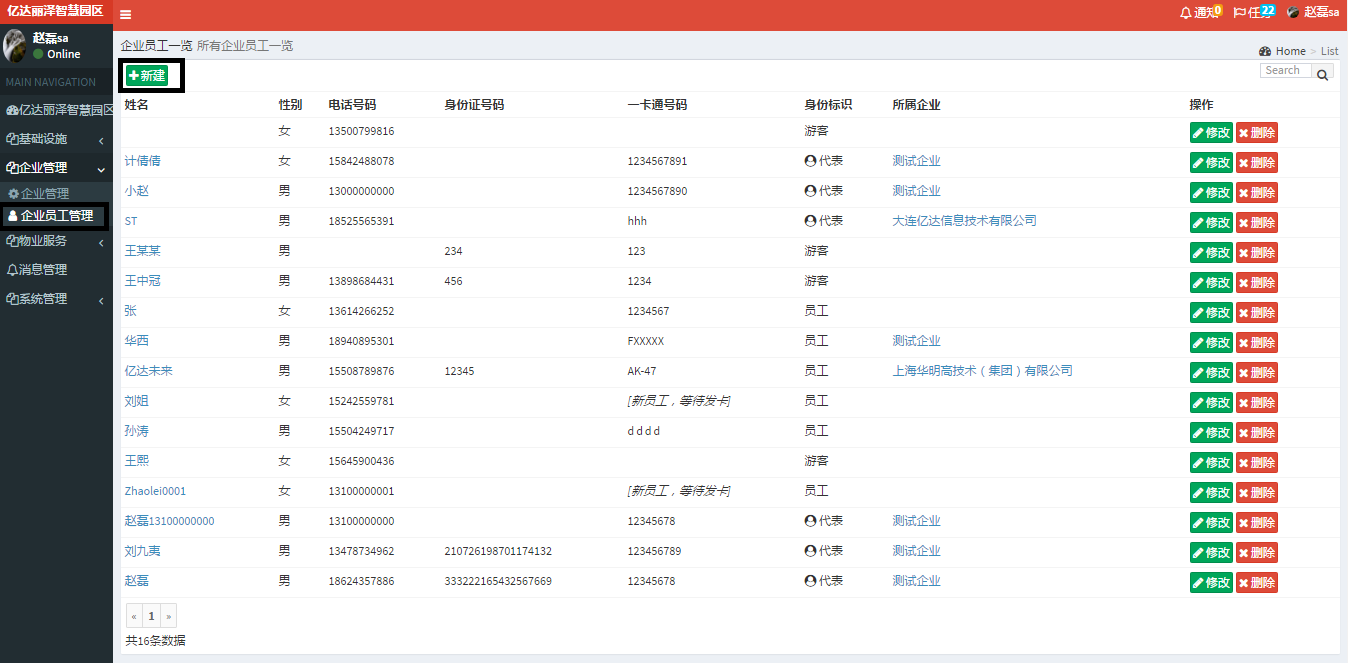 亿达丽泽智慧园区
通知 0 任务 22 赵磊sa
赵磊sa
Online
MAIN NAVIGATION
亿达丽泽智慧园区
基础设施
企业管理
企业管理
企业员工管理
物业服务
消息管理
系统管理
企业员工一览 所有企业员工一览
Home > List
新建
Search
姓名 性别 电话号码 身份证号码 一卡通号码 身份标识 所属企业 操作
女 13500799816 游客 修改 删除
计倩倩 女 15842488078 1234567891 代表 测试企业 修改 删除
小赵 男 13000000000 1234567890 代表 测试企业 修改 删除
ST 男 18525565391 hhh 代表 大连亿达信息技术有限公司 修改 删除
王某某 男 234 123 游客 修改 删除
王中冠 男 13898684431 456 1234 游客 修改 删除
张 女 13614266252 1234567 员工 修改 删除
华西 男 18940895301 FXXXXX 员工 测试企业 修改 删除
亿达未来 男 15508789876 12345 AK-47 员工 上海华明高技术（集团）有限公司 修改 删除
刘姐 女 15242559781 [新员工，等待发卡] 员工 修改 删除
孙涛 男 15504249717 d d d d 员工 修改 删除
王熙 女 15645900436 游客 修改 删除
Zhaolei0001 女 13100000001 [新员工，等待发卡] 员工 修改 删除
赵磊13100000000 男 13100000000 12345678 代表 测试企业 修改 删除
刘九夷 男 13478734962 210726198701174132 123456789 代表 测试企业 修改 删除
赵磊 男 18624357886 333222165432567669 12345678 代表 测试企业 修改 删除
« 1 »
共16条数据